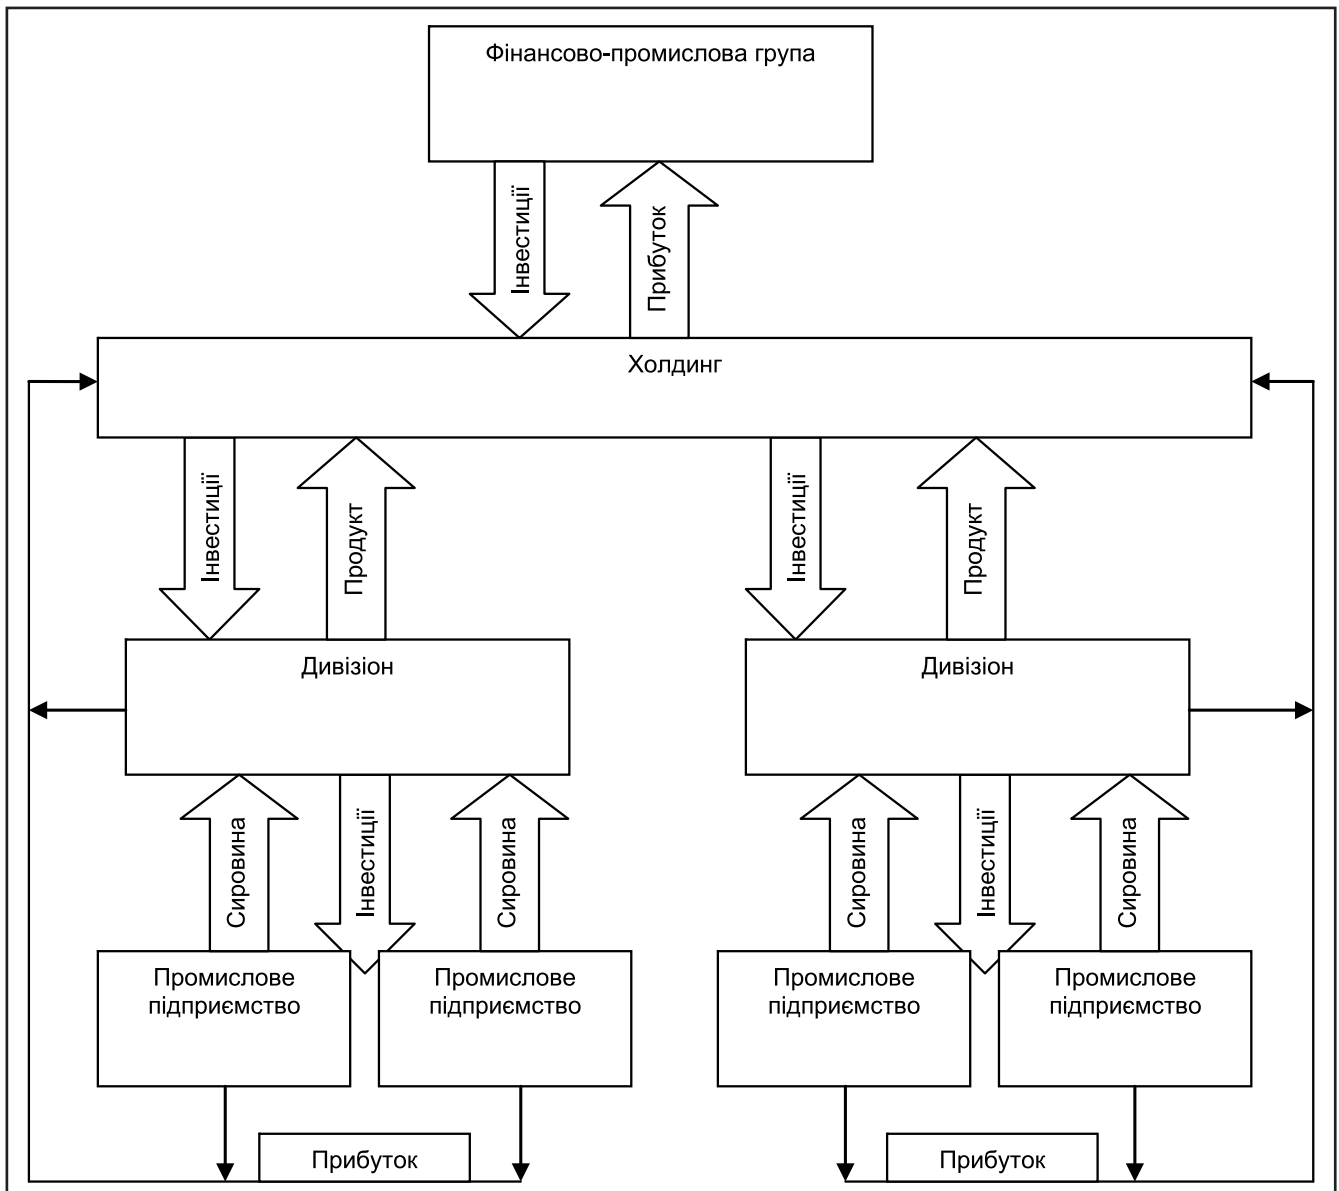 Фінансово-промислова група
Інвестиції
Прибуток
Холдинг
Інвестиції
Продукт
Інвестиції
Продукт
Дивізіон
Дивізіон
Сировина
Інвестиції
Сировина
Сировина
Інвестиції
Сировина
Промислове
підприємство
Промислове
підприємство
Промислове
підприємство
Промислове
підприємство
Прибуток
Прибуток